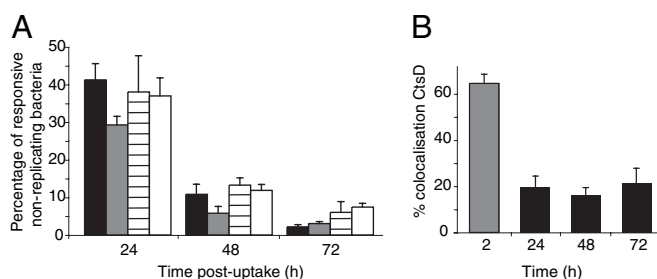 A
Percentage of responsive
non-replicating bacteria
50
40
30
20
10
0
24
48
72
Time post-uptake (h)
B
% colocalisation CtsD
60
40
20
0
2
24
48
72
Time (h)